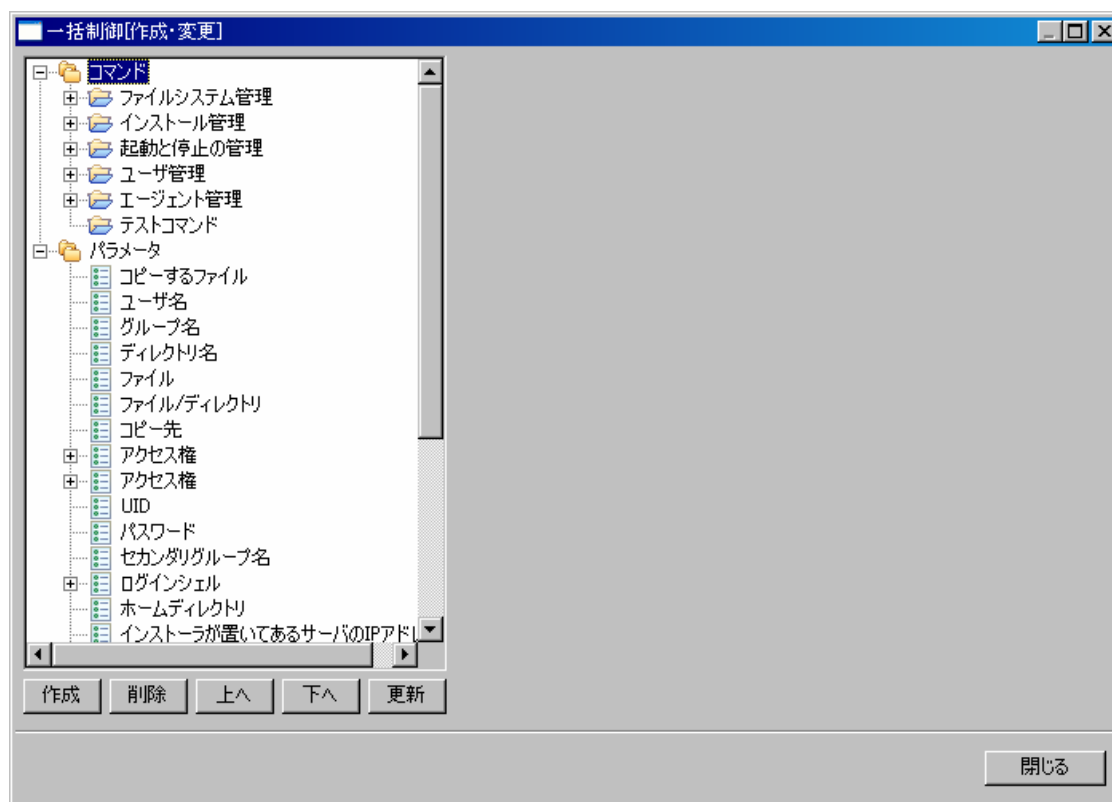 一括制御[作成・変更]
コマンド
ファイルシステム管理
インストール管理
起動と停止の管理
ユーザ管理
エージェント管理
テストコマンド
パラメータ
コピーするファイル
ユーザ名
グループ名
ディレクトリ名
ファイル
ファイル/ディレクトリ
コピー先
アクセス権
アクセス権
UID
パスワード
セカンダリグループ名
ログインシェル
ホームディレクトリ
インストーラが置いてあるサーバのIPアドレ
作成 削除 上へ 下へ 更新
閉じる